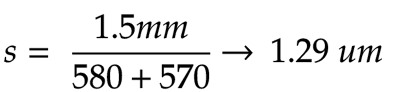 s = 1.5mm / 580 + 570 → 1.29 um